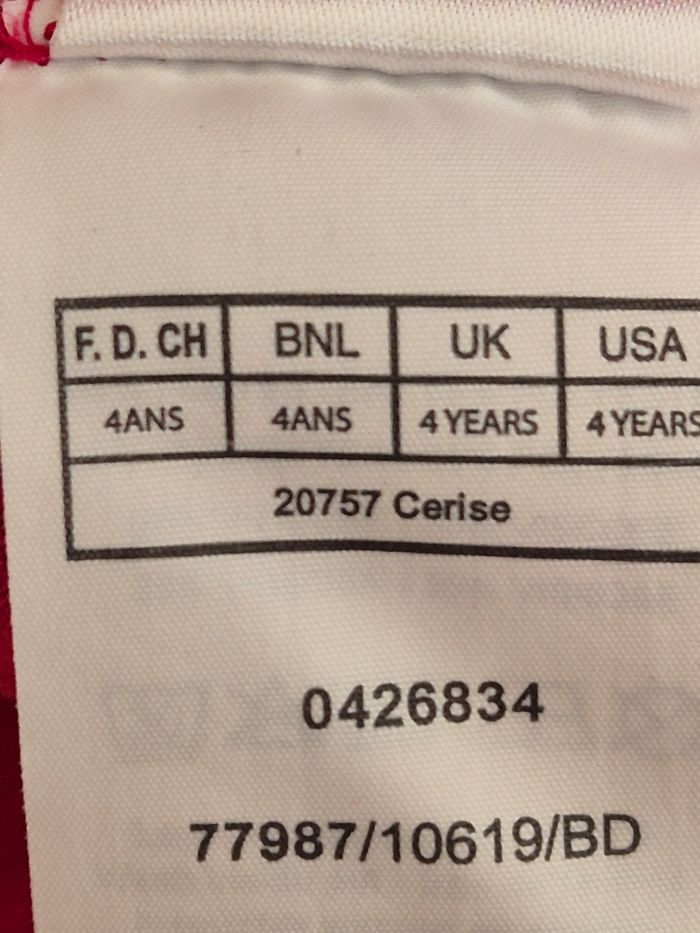 F. D. CH BNL UK USA
4ANS 4ANS 4 YEARS 4 YEARS
20757 Cerise
0426834
77987/10619/BD